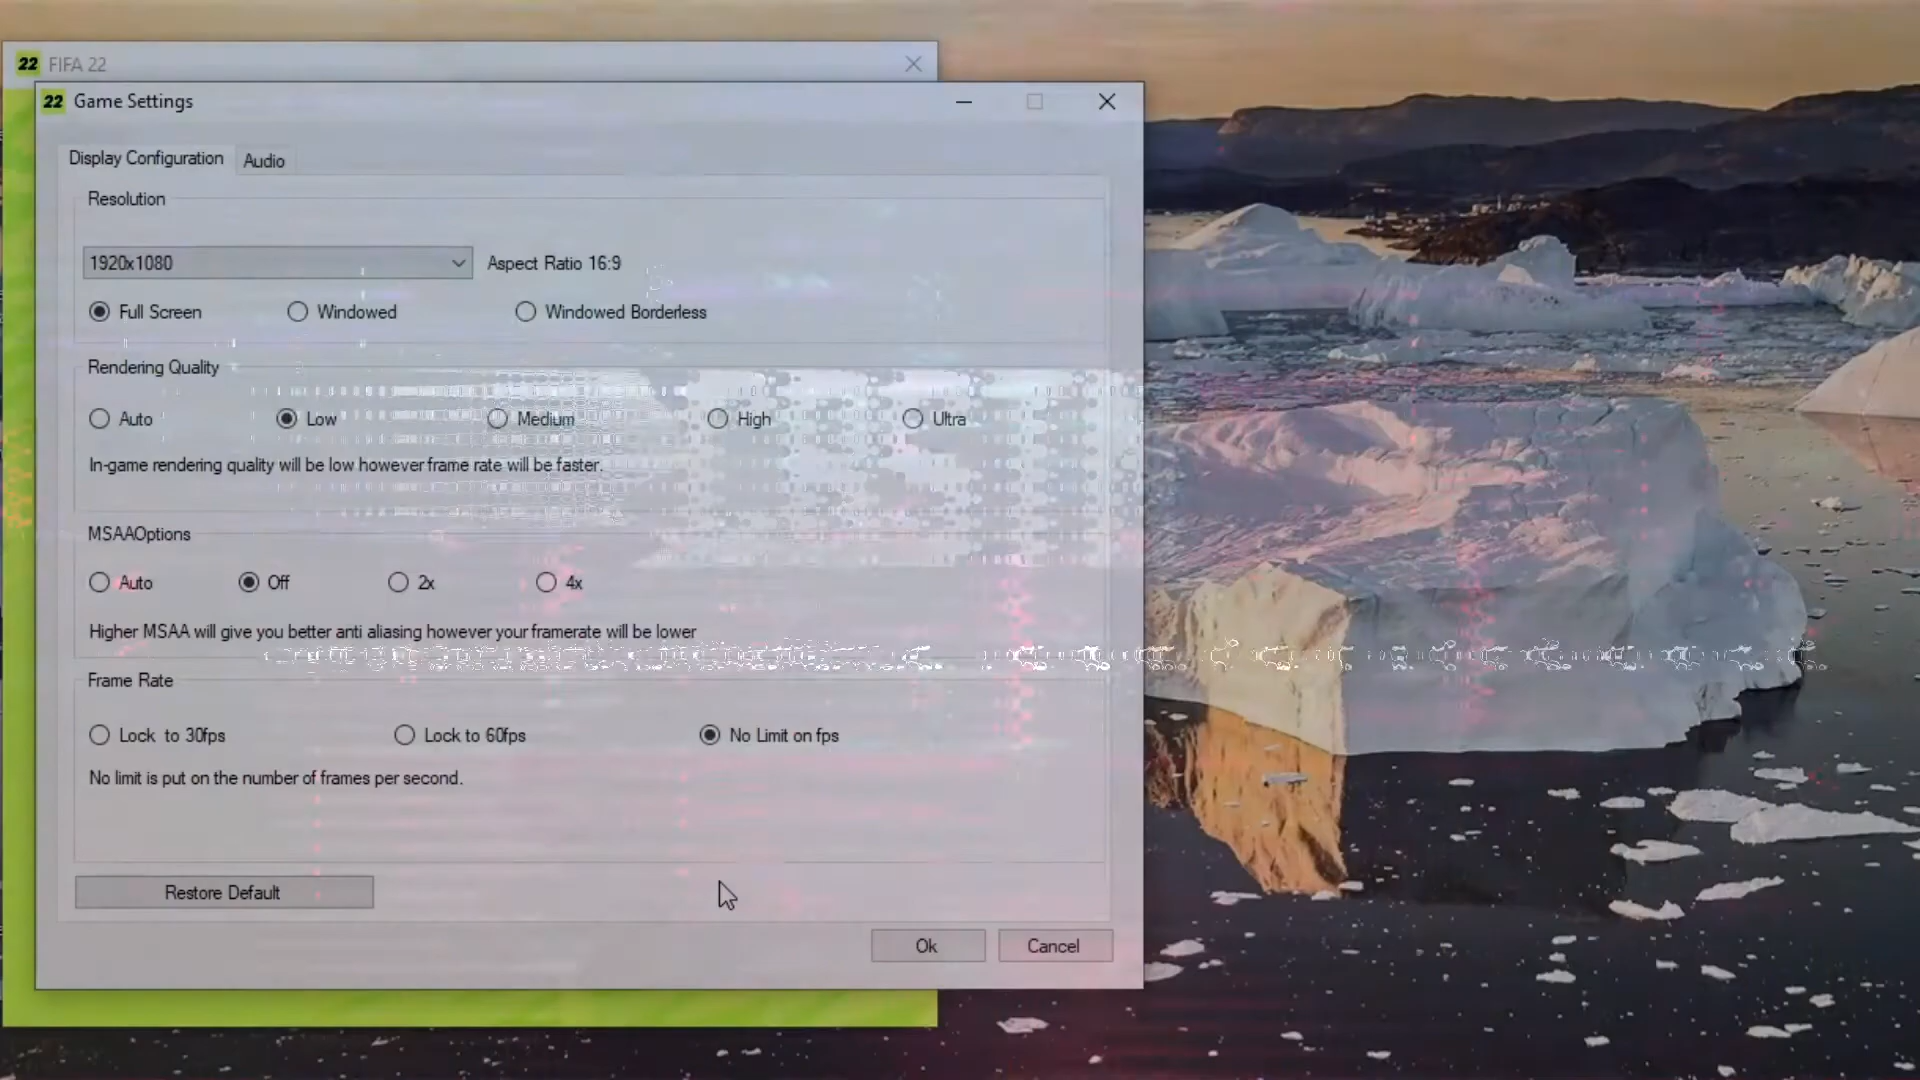 22 FIFA 22
22 Game Settings
Display Configuration Audio
Resolution
1920x1080 Aspect Ratio 16:9
Full Screen Windowed Windowed Borderless
Rendering Quality
Auto Low Medium High Ultra
In-game rendering quality will be low however frame rate will be faster.
MSAAOptions
Auto Off 2x 4x
Higher MSAA will give you better anti aliasing however your framerate will be lower
Frame Rate
Lock to 30fps Lock to 60fps No Limit on fps
No limit is put on the number of frames per second.
Restore Default
Ok Cancel